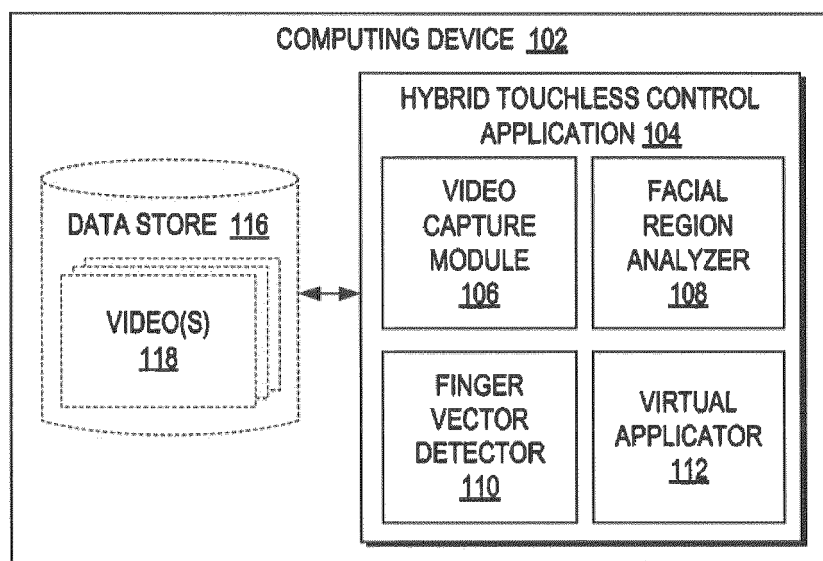 COMPUTING DEVICE 102
HYBRID TOUCHLESS CONTROL
APPLICATION 104
DATA STORE 116
VIDEO(S)
118
VIDEO
CAPTURE
MODULE
106
FACIAL
REGION
ANALYZER
108
FINGER
VECTOR
DETECTOR
110
VIRTUAL
APPLICATOR
112